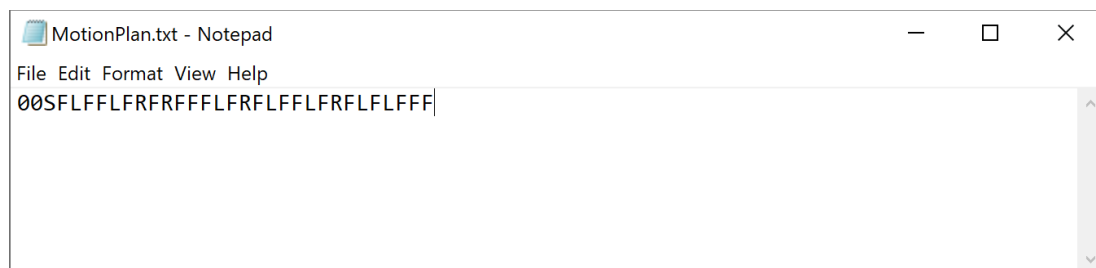 MotionPlan.txt - Notepad
File Edit Format View Help
00SFLFFLFRFRFFFLFRFLFFLFRFLFLFFF